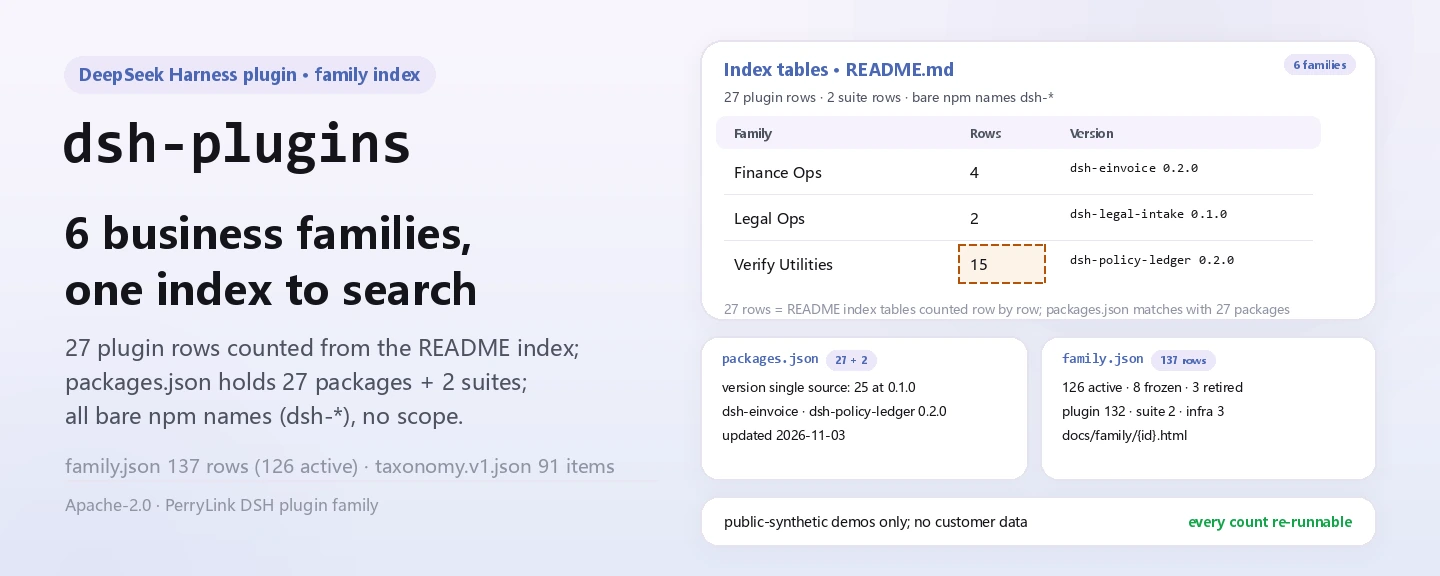 DeepSeek Harness plugin • family index
dsh-plugins
6 business families,
one index to search
27 plugin rows counted from the README index;
packages.json holds 27 packages + 2 suites;
all bare npm names (dsh-*), no scope.
family.json 137 rows (126 active) · taxonomy.v1.json 91 items
Apache-2.0 · PerryLink DSH plugin family
Index tables • README.md
6 families
27 plugin rows · 2 suite rows · bare npm names dsh-*
Family Rows Version
Finance Ops 4 dsh-einvoice 0.2.0
Legal Ops 2 dsh-legal-intake 0.1.0
Verify Utilities 15 dsh-policy-ledger 0.2.0
27 rows = README index tables counted row by row; packages.json matches with 27 packages
packages.json 27 + 2
version single source: 25 at 0.1.0
dsh-einvoice · dsh-policy-ledger 0.2.0
updated 2026-11-03
family.json 137 rows
126 active · 8 frozen · 3 retired
plugin 132 · suite 2 · infra 3
docs/family/{id}.html
public-synthetic demos only; no customer data
every count re-runnable